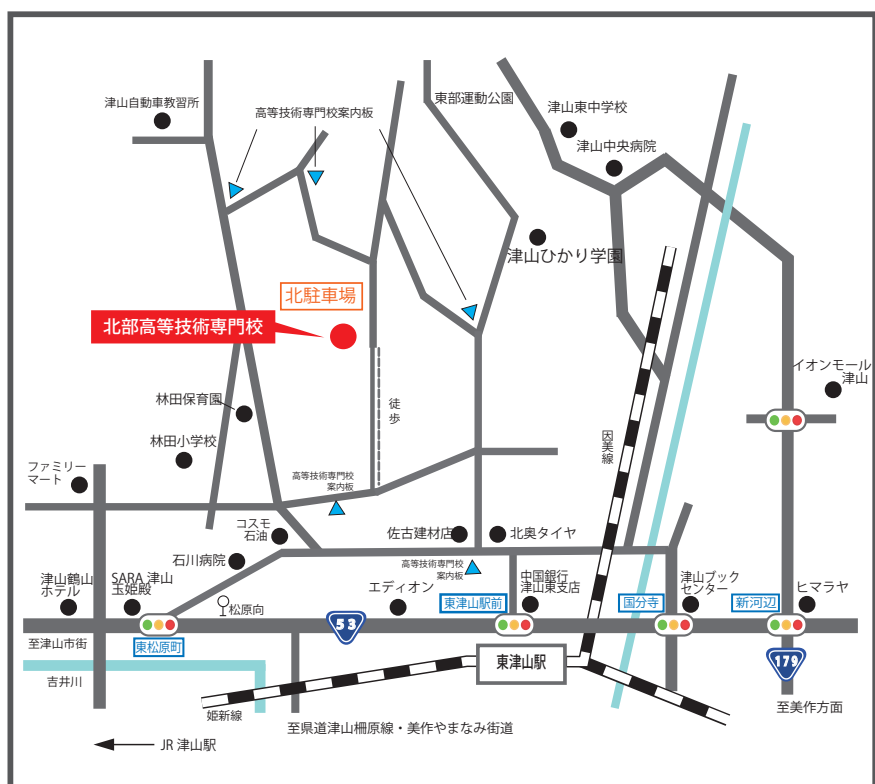 東部運動公園
津山自動車教習所
高等技術専門校案内板
津山東中学校
津山中央病院
津山ひかり学園
北駐車場
北部高等技術専門校
イオンモール
津山
林田保育園
徒歩
林田小学校
因美線
ファミリー
マート
高等技術専門校
案内板
コスモ
石油
佐古建材店
北奥タイヤ
石川病院
高等技術専門校
案内板
津山鶴山
ホテル
SARA 津山
玉姫殿
エディオン
中国銀行
津山東支店
津山ブック
センター
ヒマラヤ
松原向
東津山駅前
国分寺
新河辺
53
至津山市街
東松原町
東津山駅
179
吉井川
姫新線
至美作方面
至県道津山柵原線・美作やまなみ街道
JR 津山駅